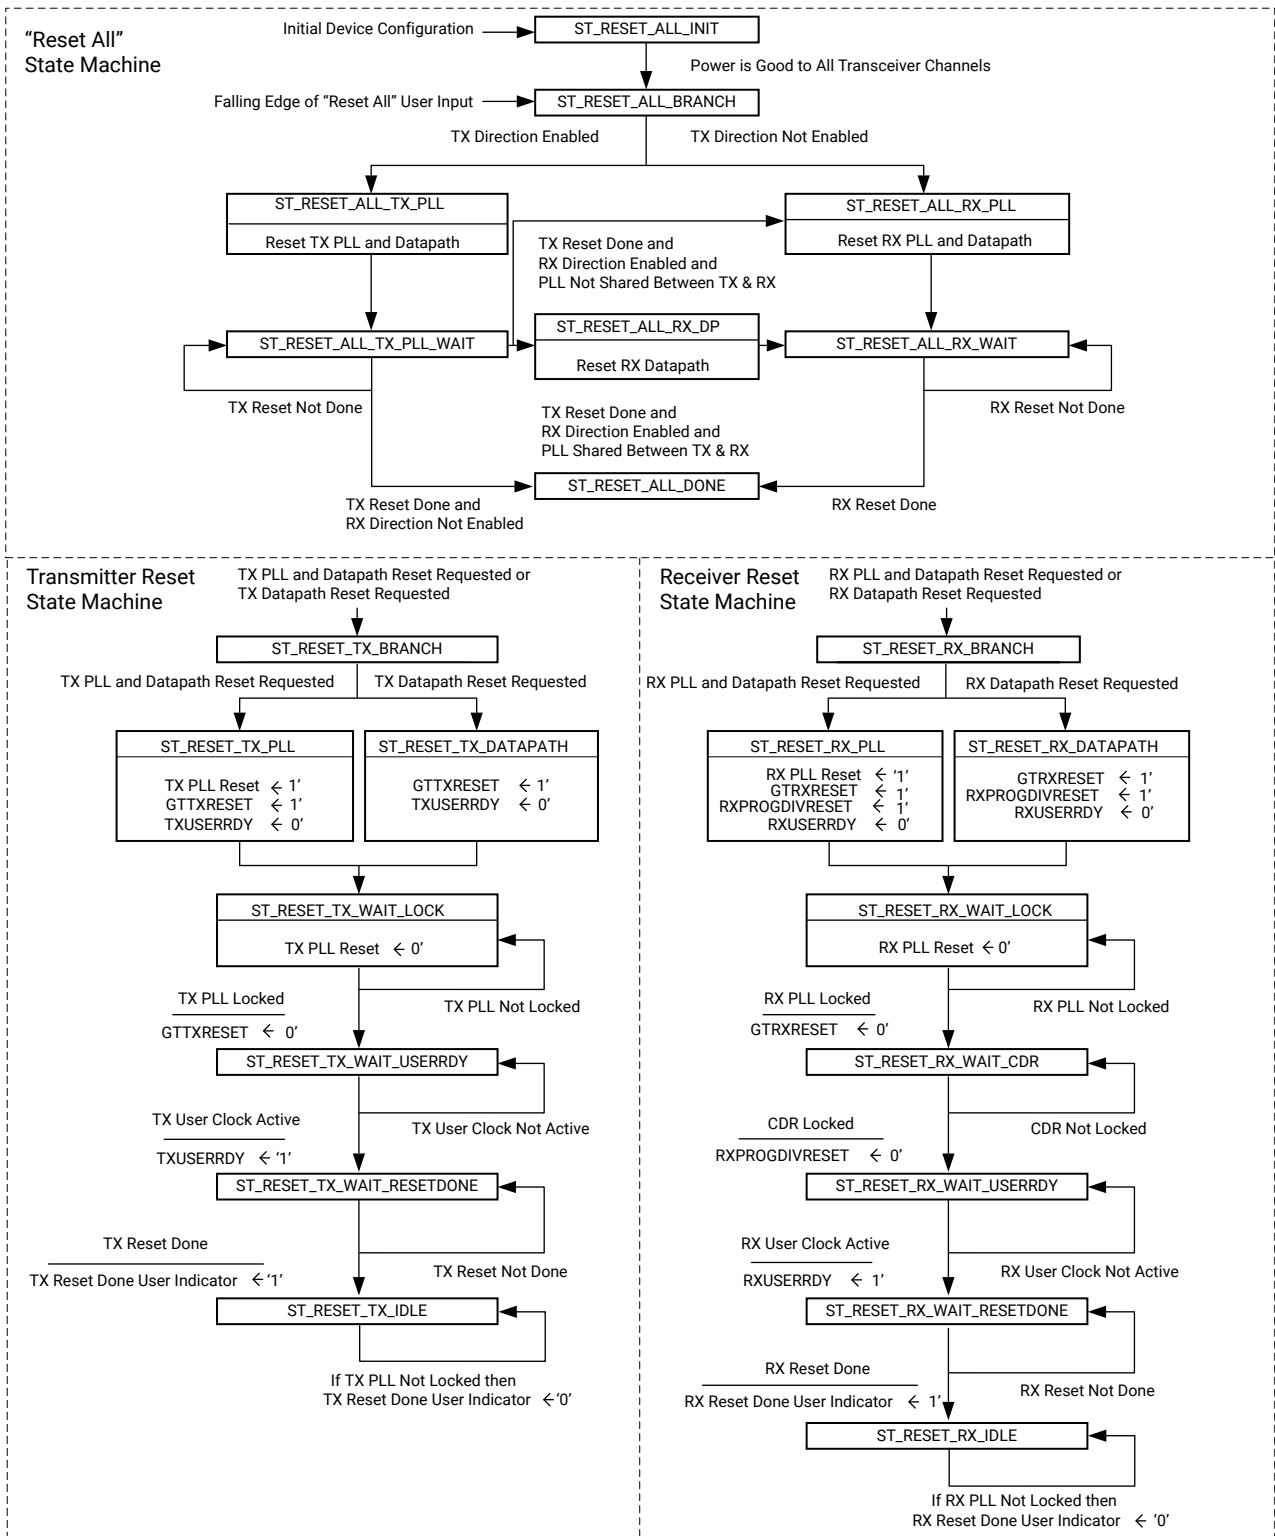 “Reset All”
State Machine
Initial Device Configuration
ST_RESET_ALL_INIT
Power is Good to All Transceiver Channels
Falling Edge of “Reset All” User Input
ST_RESET_ALL_BRANCH
TX Direction Enabled
TX Direction Not Enabled
ST_RESET_ALL_TX_PLL
Reset TX PLL and Datapath
ST_RESET_ALL_RX_PLL
Reset RX PLL and Datapath
TX Reset Done and
RX Direction Enabled and
PLL Not Shared Between TX & RX
ST_RESET_ALL_TX_PLL_WAIT
ST_RESET_ALL_RX_DP
Reset RX Datapath
ST_RESET_ALL_RX_WAIT
TX Reset Not Done
RX Reset Not Done
TX Reset Done and
RX Direction Enabled and
PLL Shared Between TX & RX
ST_RESET_ALL_DONE
TX Reset Done and
RX Direction Not Enabled
RX Reset Done
Transmitter Reset
State Machine
TX PLL and Datapath Reset Requested or
TX Datapath Reset Requested
ST_RESET_TX_BRANCH
TX PLL and Datapath Reset Requested
TX Datapath Reset Requested
ST_RESET_TX_PLL
TX PLL Reset ← 1’
GTTXRESET ← 1’
TXUSERRDY ← 0’
ST_RESET_TX_DATAPATH
GTTXRESET ← 1’
TXUSERRDY ← 0’
ST_RESET_TX_WAIT_LOCK
TX PLL Reset ← 0’
TX PLL Locked
GTTXRESET ← 0’
TX PLL Not Locked
ST_RESET_TX_WAIT_USERRDY
TX User Clock Active
TXUSERRDY ← ‘1’
TX User Clock Not Active
ST_RESET_TX_WAIT_RESETDONE
TX Reset Done
TX Reset Done User Indicator ← ‘1’
TX Reset Not Done
ST_RESET_TX_IDLE
If TX PLL Not Locked then
TX Reset Done User Indicator ← ‘0’
Receiver Reset
State Machine
RX PLL and Datapath Reset Requested or
RX Datapath Reset Requested
ST_RESET_RX_BRANCH
RX PLL and Datapath Reset Requested
RX Datapath Reset Requested
ST_RESET_RX_PLL
RX PLL Reset ← ‘1’
GTRXRESET ← 1’
RXPROGDIVRESET ← 1’
RXUSERRDY ← 0’
ST_RESET_RX_DATAPATH
GTRXRESET ← 1’
RXPROGDIVRESET ← 1’
RXUSERRDY ← 0’
ST_RESET_RX_WAIT_LOCK
RX PLL Reset ← 0’
RX PLL Locked
GTRXRESET ← 0’
RX PLL Not Locked
ST_RESET_RX_WAIT_CDR
CDR Locked
RXPROGDIVRESET ← 0’
CDR Not Locked
ST_RESET_RX_WAIT_USERRDY
RX User Clock Active
RXUSERRDY ← 1’
RX User Clock Not Active
ST_RESET_RX_WAIT_RESETDONE
RX Reset Done
RX Reset Done User Indicator ← 1’
RX Reset Not Done
ST_RESET_RX_IDLE
If RX PLL Not Locked then
RX Reset Done User Indicator ← ‘0’